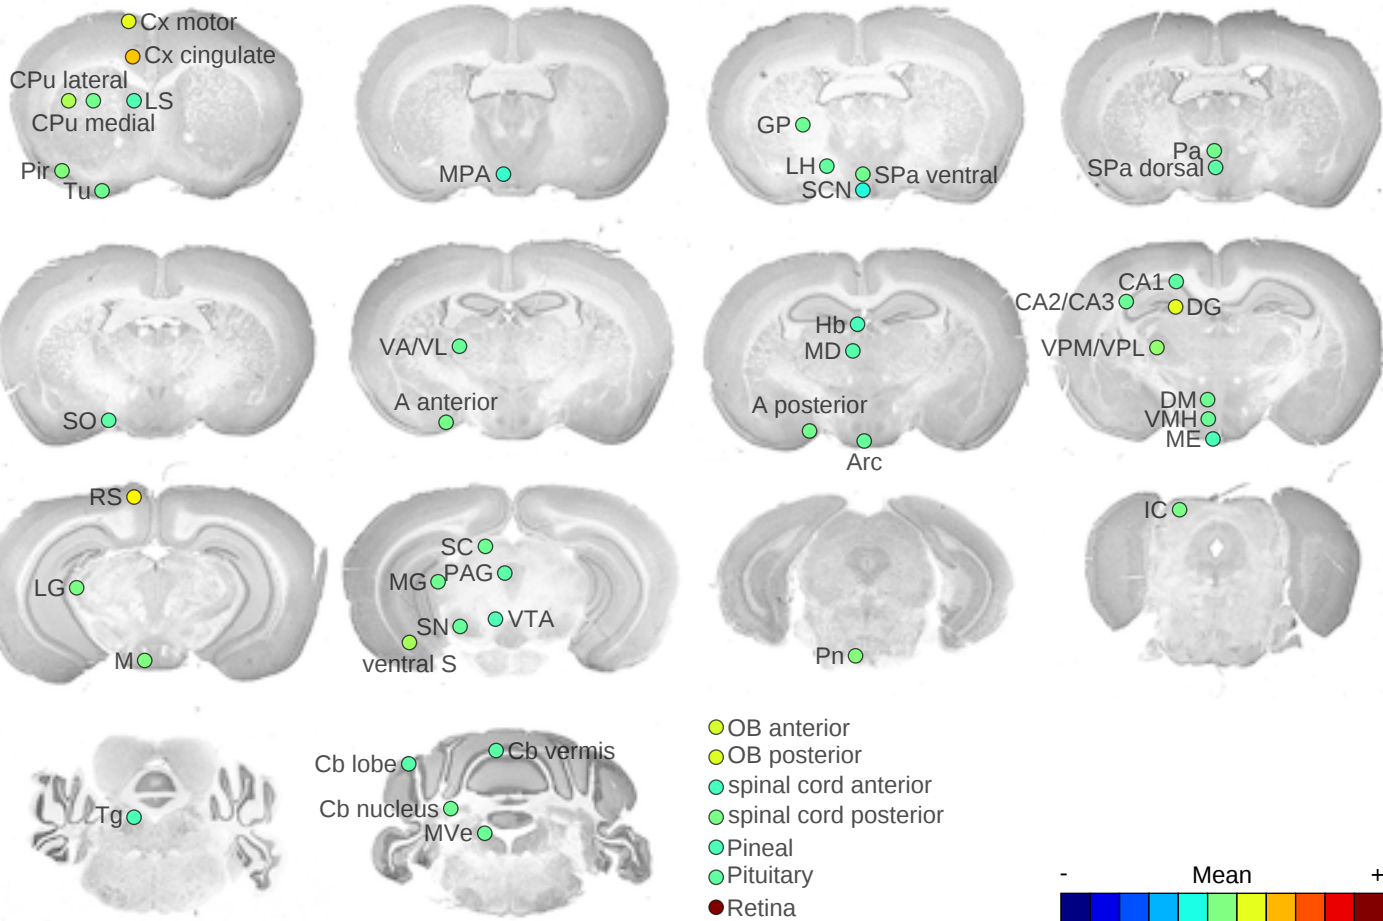 Cx motor
Cx cingulate
CPu lateral
LS
CPu medial
Pir
Tu
MPA
GP
LH
SPa ventral
SCN
Pa
SPa dorsal
SO
VA/VL
A anterior
Hb
MD
A posterior
Arc
CA1
CA2/CA3
DG
VPM/VPL
DM
VMH
ME
RS
LG
M
SC
MG
PAG
SN
VTA
ventral S
Pn
IC
Tg
Cb lobe
Cb vermis
Cb nucleus
MVe
OB anterior
OB posterior
spinal cord anterior
spinal cord posterior
Pineal
Pituitary
Retina
- Mean +